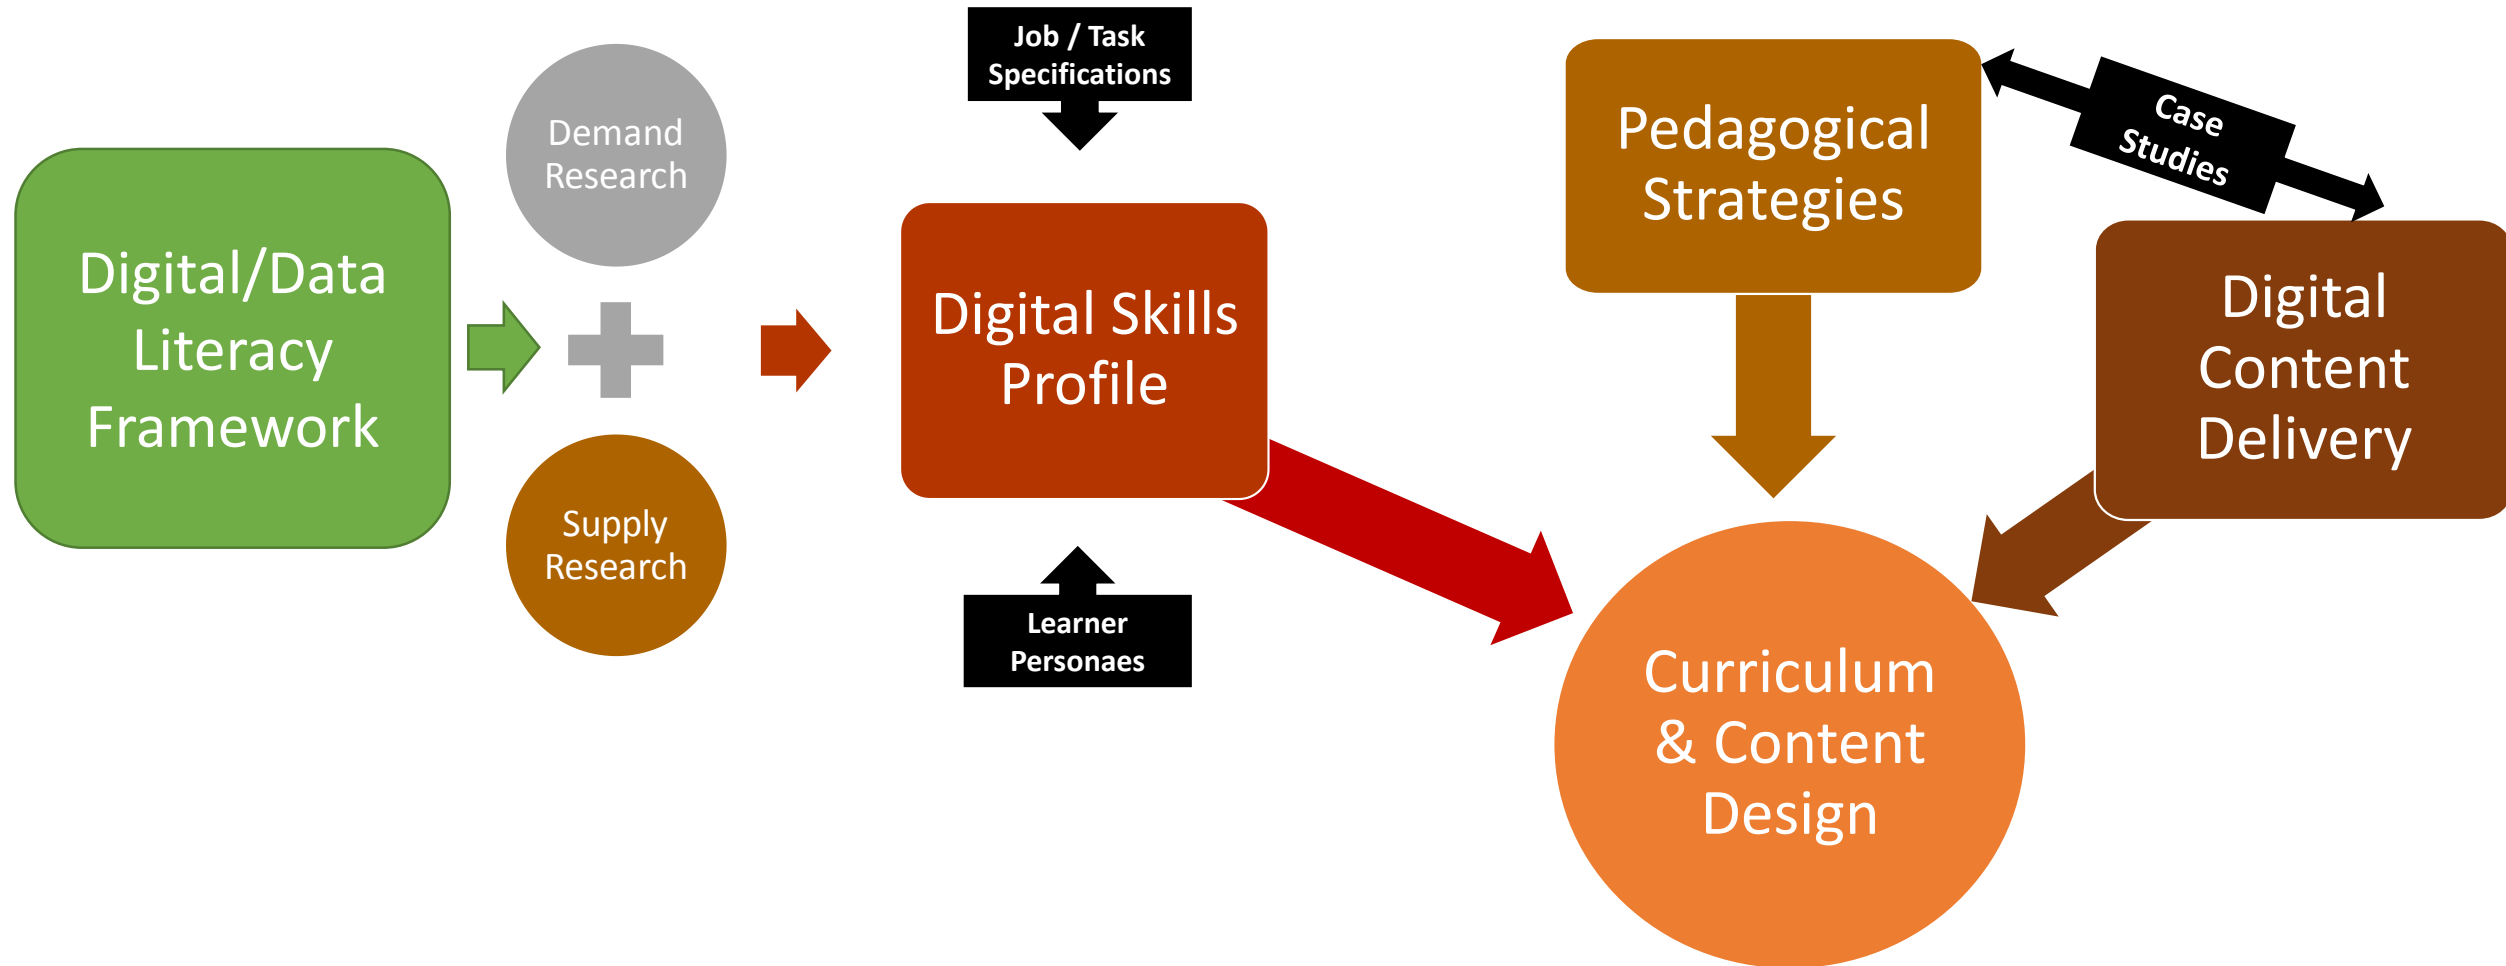 Digital/Data
Literacy
Framework
Demand
Research
Supply
Research
Job / Task
Specifications
Digital Skills
Profile
Learner
Personaes
Pedagogical
Strategies
Case
Studies
Digital
Content
Delivery
Curriculum
& Content
Design